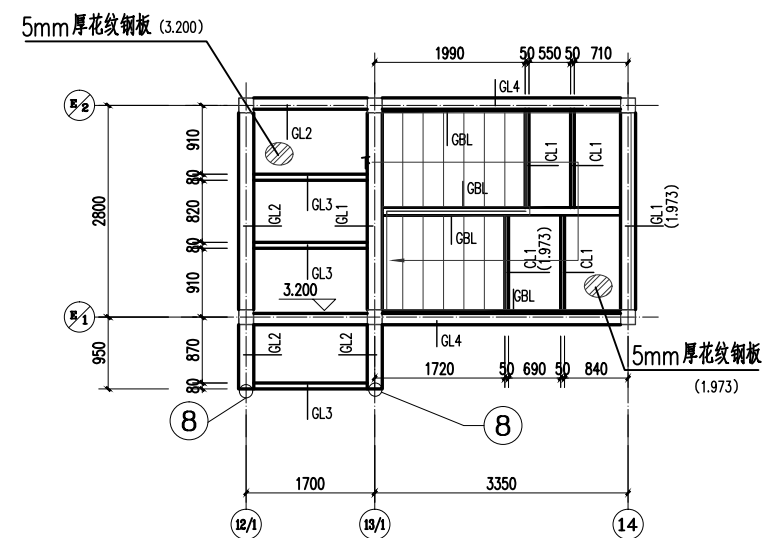 5mm厚花纹钢板 (3.200)
1990 50 550 50 710
GL4
E/2
GL2
GBL
CL1
CL1
910
80
GBL
GL3
2800
820
GL2
GL1
GL1
(1.973)
80
GBL
CL1
(1.973)
CL1
GL3
910
3.200
GBL
E/1
GL4
5mm厚花纹钢板
(1.973)
950
870
GL2
GL2
1720 50 690 50 840
80
GL3
8
8
1700
3350
12/1
13/1
14